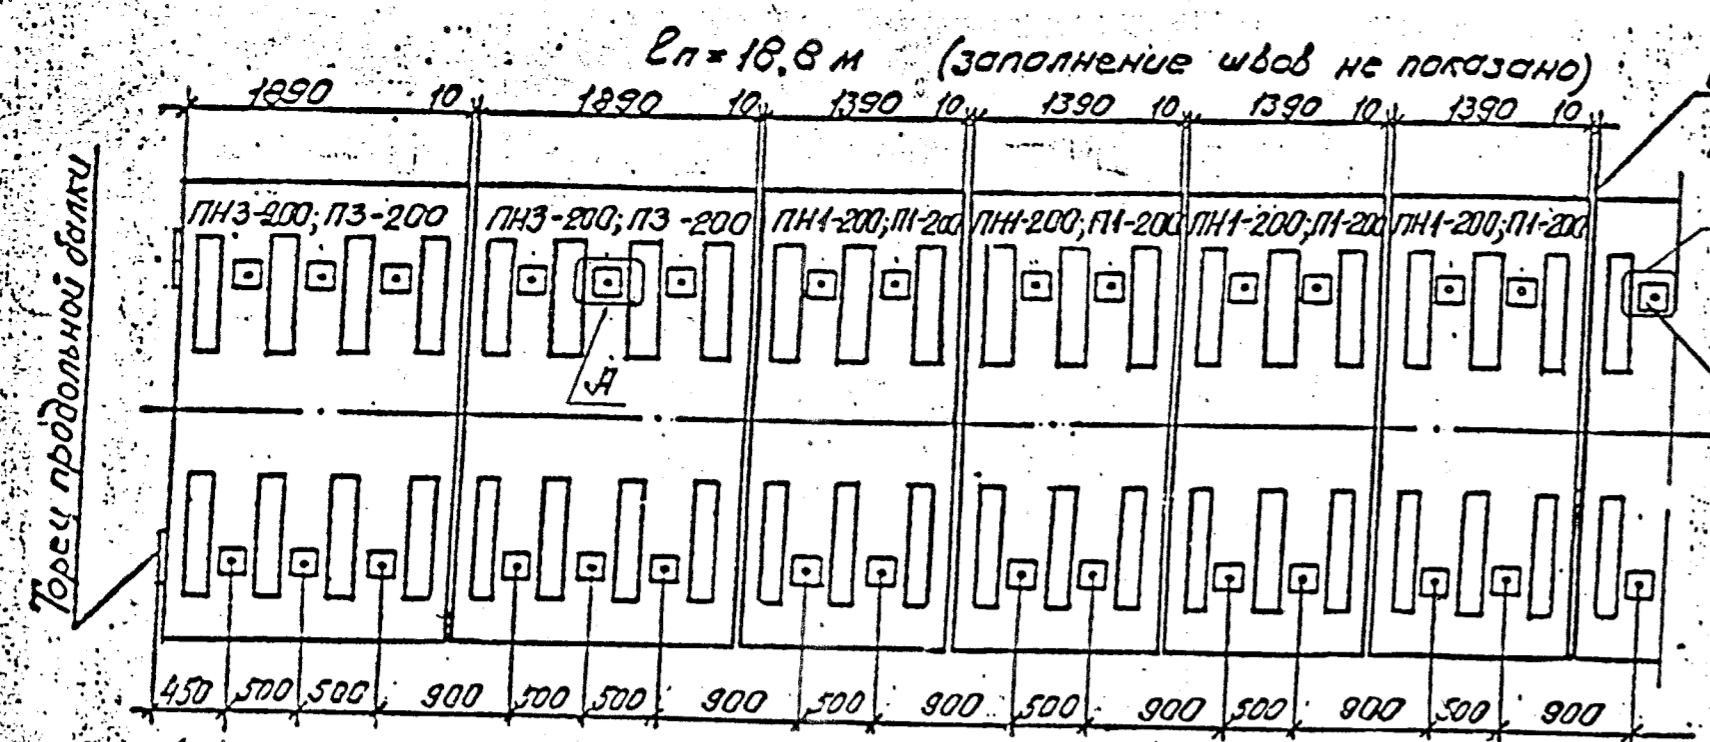 ℓп = 18,8 м (заполнение швов не показано)
1890 10 1890 10 1390 10 1390 10 1390 10 1390 10
Торец продольной балки
ПН3-200; П3-200 ПН3-200; П3-200 ПН1-200; П1-200 ПН1-200; П1-200 ПН1-200; П1-200 ПН1-200; П1-200
А
450 500 500 900 500 500 900 500 900 500 900 500 900 500 900